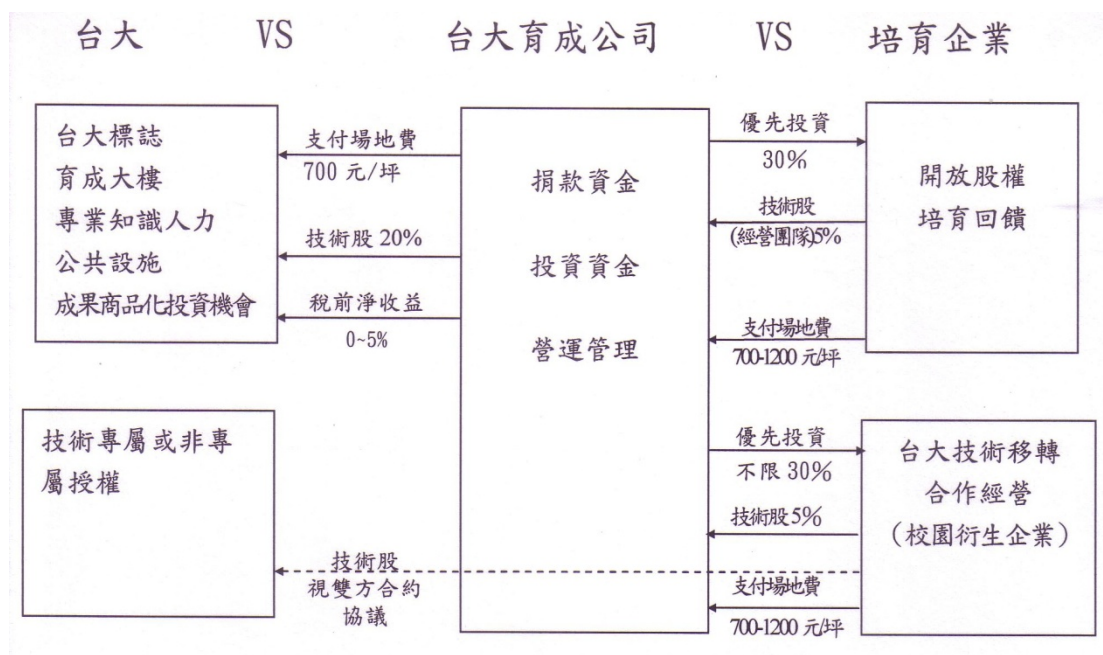 台大 VS 台大育成公司 VS 培育企業
台大標誌
育成大樓
專業知識人力
公共設施
成果商品化投資機會
支付場地費
700 元/坪
技術股 20%
稅前淨收益
0~5%
捐款資金
投資資金
營運管理
優先投資
30%
技術股
(經營團隊)5%
支付場地費
700-1200 元/坪
開放股權
培育回饋
技術專屬或非專
屬授權
技術股
視雙方合約
協議
優先投資
不限 30%
技術股 5%
支付場地費
700-1200 元/坪
台大技術移轉
合作經營
(校園衍生企業)